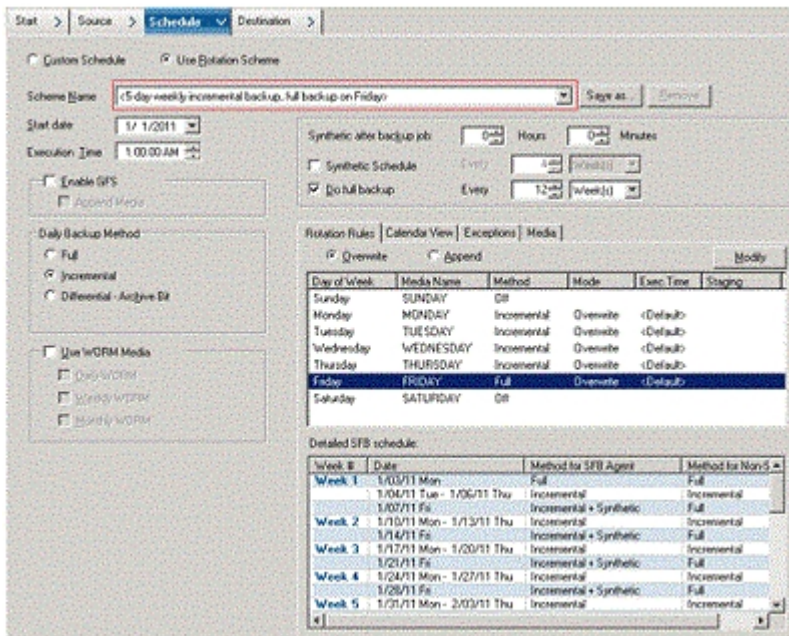 Start > Source > Schedule Destination >
Custom Schedule Use Rotation Scheme
Scheme Name <5-day weekly incremental backup, full backup on Friday> Save as... Remove
Start date 1/ 1/2011
Execution Time 1:00:00 AM
Enable GFS
Append Media
Daily Backup Method
Full
Incremental
Differential - Archive Bit
Use WORM Media
Daily WORM
Weekly WORM
Monthly WORM
Synthetic after backup job: 0 Hours 0 Minutes
Synthetic Schedule Every 4 Week(s)
Do full backup Every 12 Week(s)
Rotation Rules Calendar View Exceptions Media
Overwrite Append Modify
Day of Week Media Name Method Mode Exec.Time Staging
Sunday SUNDAY Off
Monday MONDAY Incremental Overwrite <Default>
Tuesday TUESDAY Incremental Overwrite <Default>
Wednesday WEDNESDAY Incremental Overwrite <Default>
Thursday THURSDAY Incremental Overwrite <Default>
Friday FRIDAY Full Overwrite <Default>
Saturday SATURDAY Off
Detailed SFB schedule:
Week # Date Method for SFB Agent Method for Non-S
Week 1 1/03/11 Mon Full Full
1/04/11 Tue - 1/06/11 Thu Incremental Incremental
1/07/11 Fri Incremental + Synthetic Full
Week 2 1/10/11 Mon - 1/13/11 Thu Incremental Incremental
1/14/11 Fri Incremental + Synthetic Full
Week 3 1/17/11 Mon - 1/20/11 Thu Incremental Incremental
1/21/11 Fri Incremental + Synthetic Full
Week 4 1/24/11 Mon - 1/27/11 Thu Incremental Incremental
1/28/11 Fri Incremental + Synthetic Full
Week 5 1/31/11 Mon - 2/03/11 Thu Incremental Incremental